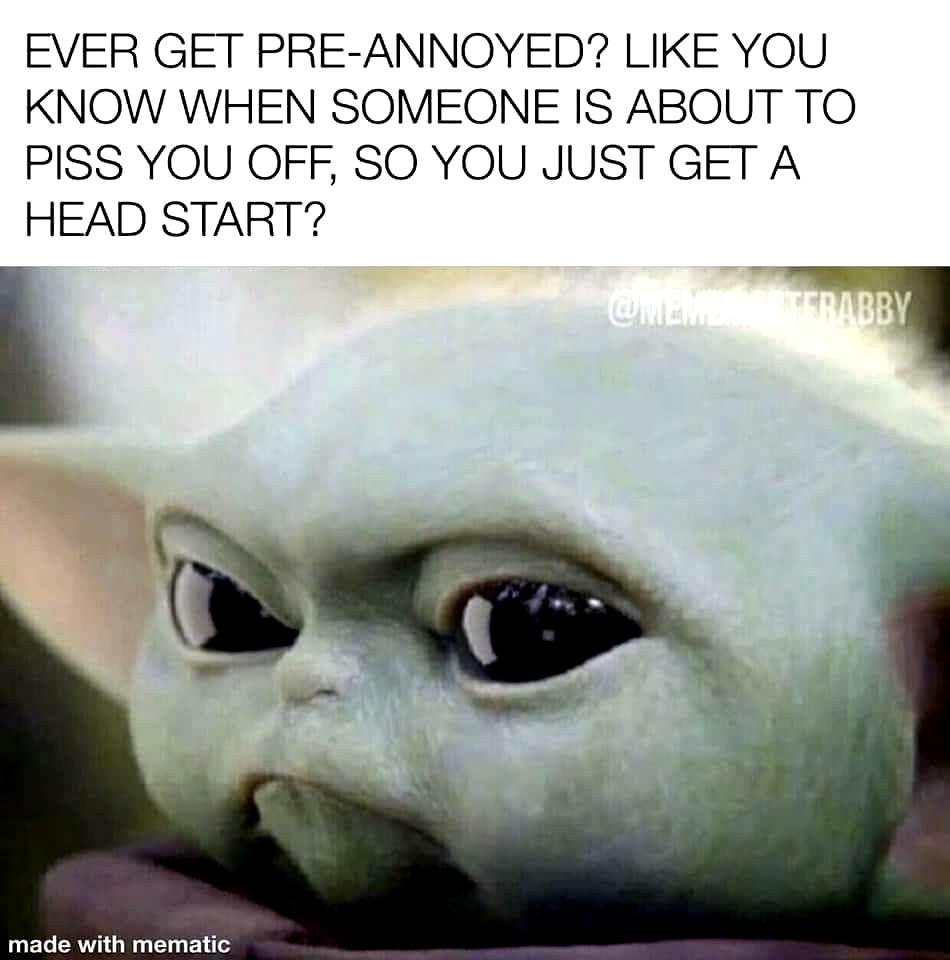 EVER GET PRE-ANNOYED? LIKE YOU
KNOW WHEN SOMEONE IS ABOUT TO
PISS YOU OFF, SO YOU JUST GET A
HEAD START?
made with mematic